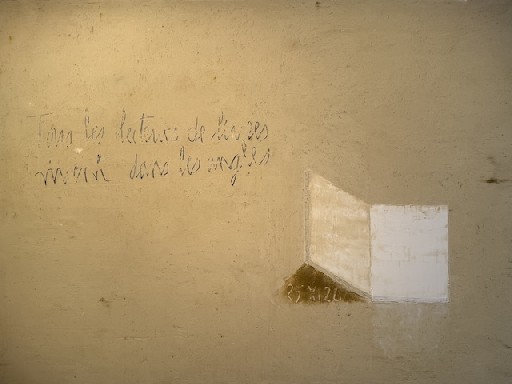 Tous les lecteurs de livres
vivent dans les angles